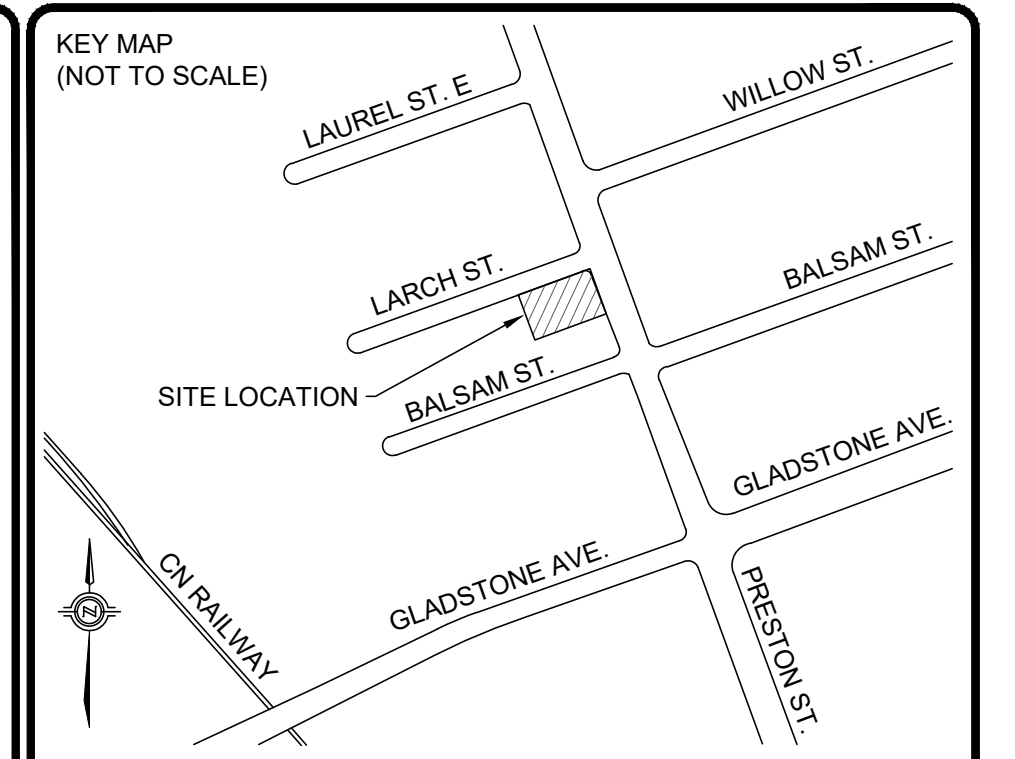 KEY MAP
(NOT TO SCALE)
LAUREL ST. E
WILLOW ST.
LARCH ST.
BALSAM ST.
SITE LOCATION
BALSAM ST.
GLADSTONE AVE.
CN RAILWAY
GLADSTONE AVE.
PRESTON ST.
N